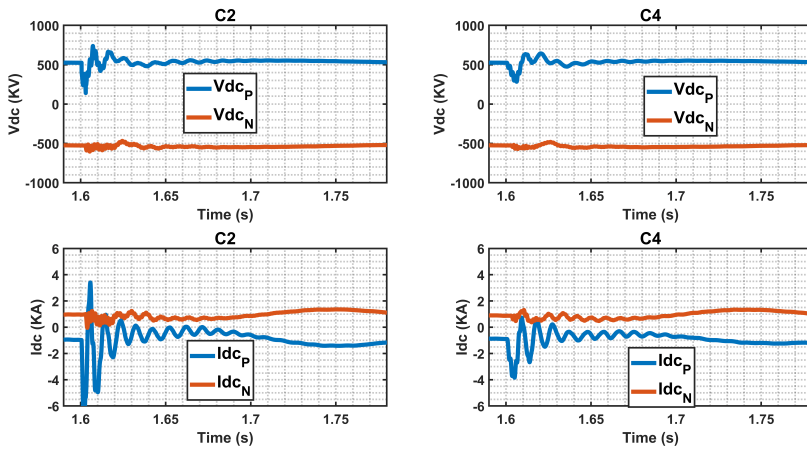 C2
1000
500
0
-500
-1000
Vdc (KV)
Vdc_P
Vdc_N
1.6 1.65 1.7 1.75
Time (s)
C4
1000
500
0
-500
-1000
Vdc (KV)
Vdc_P
Vdc_N
1.6 1.65 1.7 1.75
Time (s)
C2
6
4
2
0
-2
-4
-6
Idc (KA)
Idc_P
Idc_N
1.6 1.65 1.7 1.75
Time (s)
C4
6
4
2
0
-2
-4
-6
Idc (KA)
Idc_P
Idc_N
1.6 1.65 1.7 1.75
Time (s)